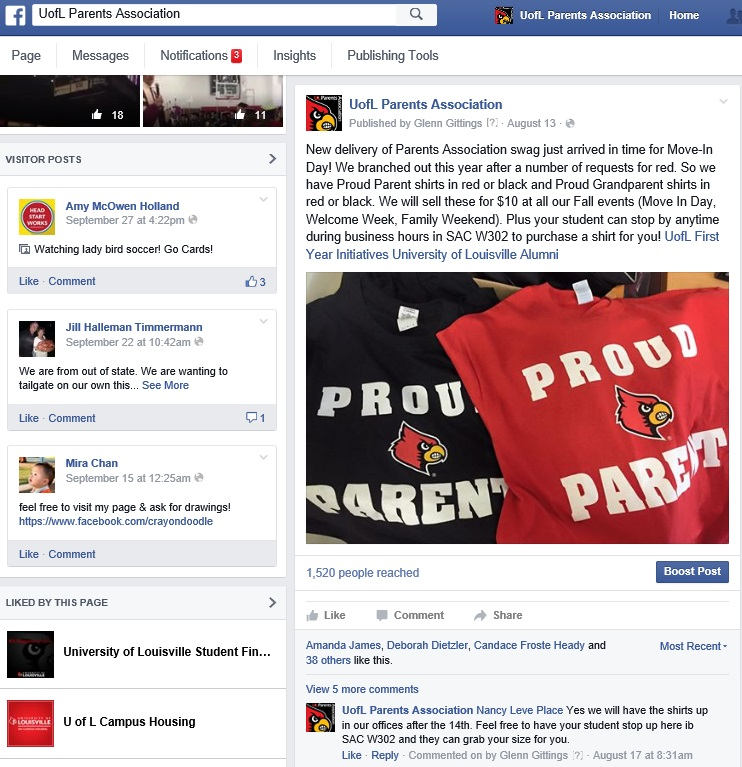 UofL Parents Association
UofL Parents Association Home
Page Messages Notifications 3 Insights Publishing Tools
18
11
VISITOR POSTS
Amy McOwen Holland
September 27 at 4:22pm
HEAD
START
WORKS
Watching lady bird soccer! Go Cards!
Like · Comment
3
Jill Halleman Timmermann
September 22 at 10:42am
We are from out of state. We are wanting to
tailgate on our own this... See More
Like · Comment
1
Mira Chan
September 15 at 12:25am
feel free to visit my page & ask for drawings!
https://www.facebook.com/crayondoodle
Like · Comment
LIKED BY THIS PAGE
University of Louisville Student Fin...
LOUISVILLE
U of L Campus Housing
UofL Parents Association
Published by Glenn Gittings [?] · August 13 ·
New delivery of Parents Association swag just arrived in time for Move-In
Day! We branched out this year after a number of requests for red. So we
have Proud Parent shirts in red or black and Proud Grandparent shirts in
red or black. We will sell these for $10 at all our Fall events (Move In Day,
Welcome Week, Family Weekend). Plus your student can stop by anytime
during business hours in SAC W302 to purchase a shirt for you! UofL First
Year Initiatives University of Louisville Alumni
PROU
PARENT
PROUD
PARENT
1,520 people reached
Boost Post
Like Comment Share
Amanda James, Deborah Dietzler, Candace Froste Heady and
38 others like this.
Most Recent
View 5 more comments
UofL Parents Association Nancy Leve Place Yes we will have the shirts up
in our offices after the 14th. Feel free to have your student stop up here ib
SAC W302 and they can grab your size for you.
Like · Reply · Commented on by Glenn Gittings [?] · August 17 at 8:31am